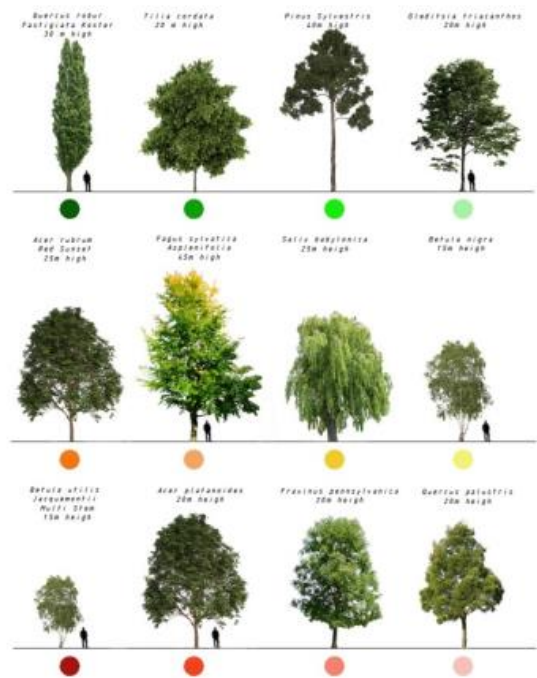 Quercus robur
Fastigiata Koster
30 m high
Tilia cordata
20 m high
Pinus Sylvestris
40m high
Gleditsia triacanthos
20m high
Acer rubrum
Red Sunset
25m high
Fagus sylvatica
Asplenifolia
45m high
Salix babylonica
25m heigh
Betula nigra
15m heigh
Betula utilis
Jacquemontii
Multi Stem
15m heigh
Acer platanoides
20m heigh
Fraxinus pennsylvanica
20m heigh
Quercus palustris
20m heigh